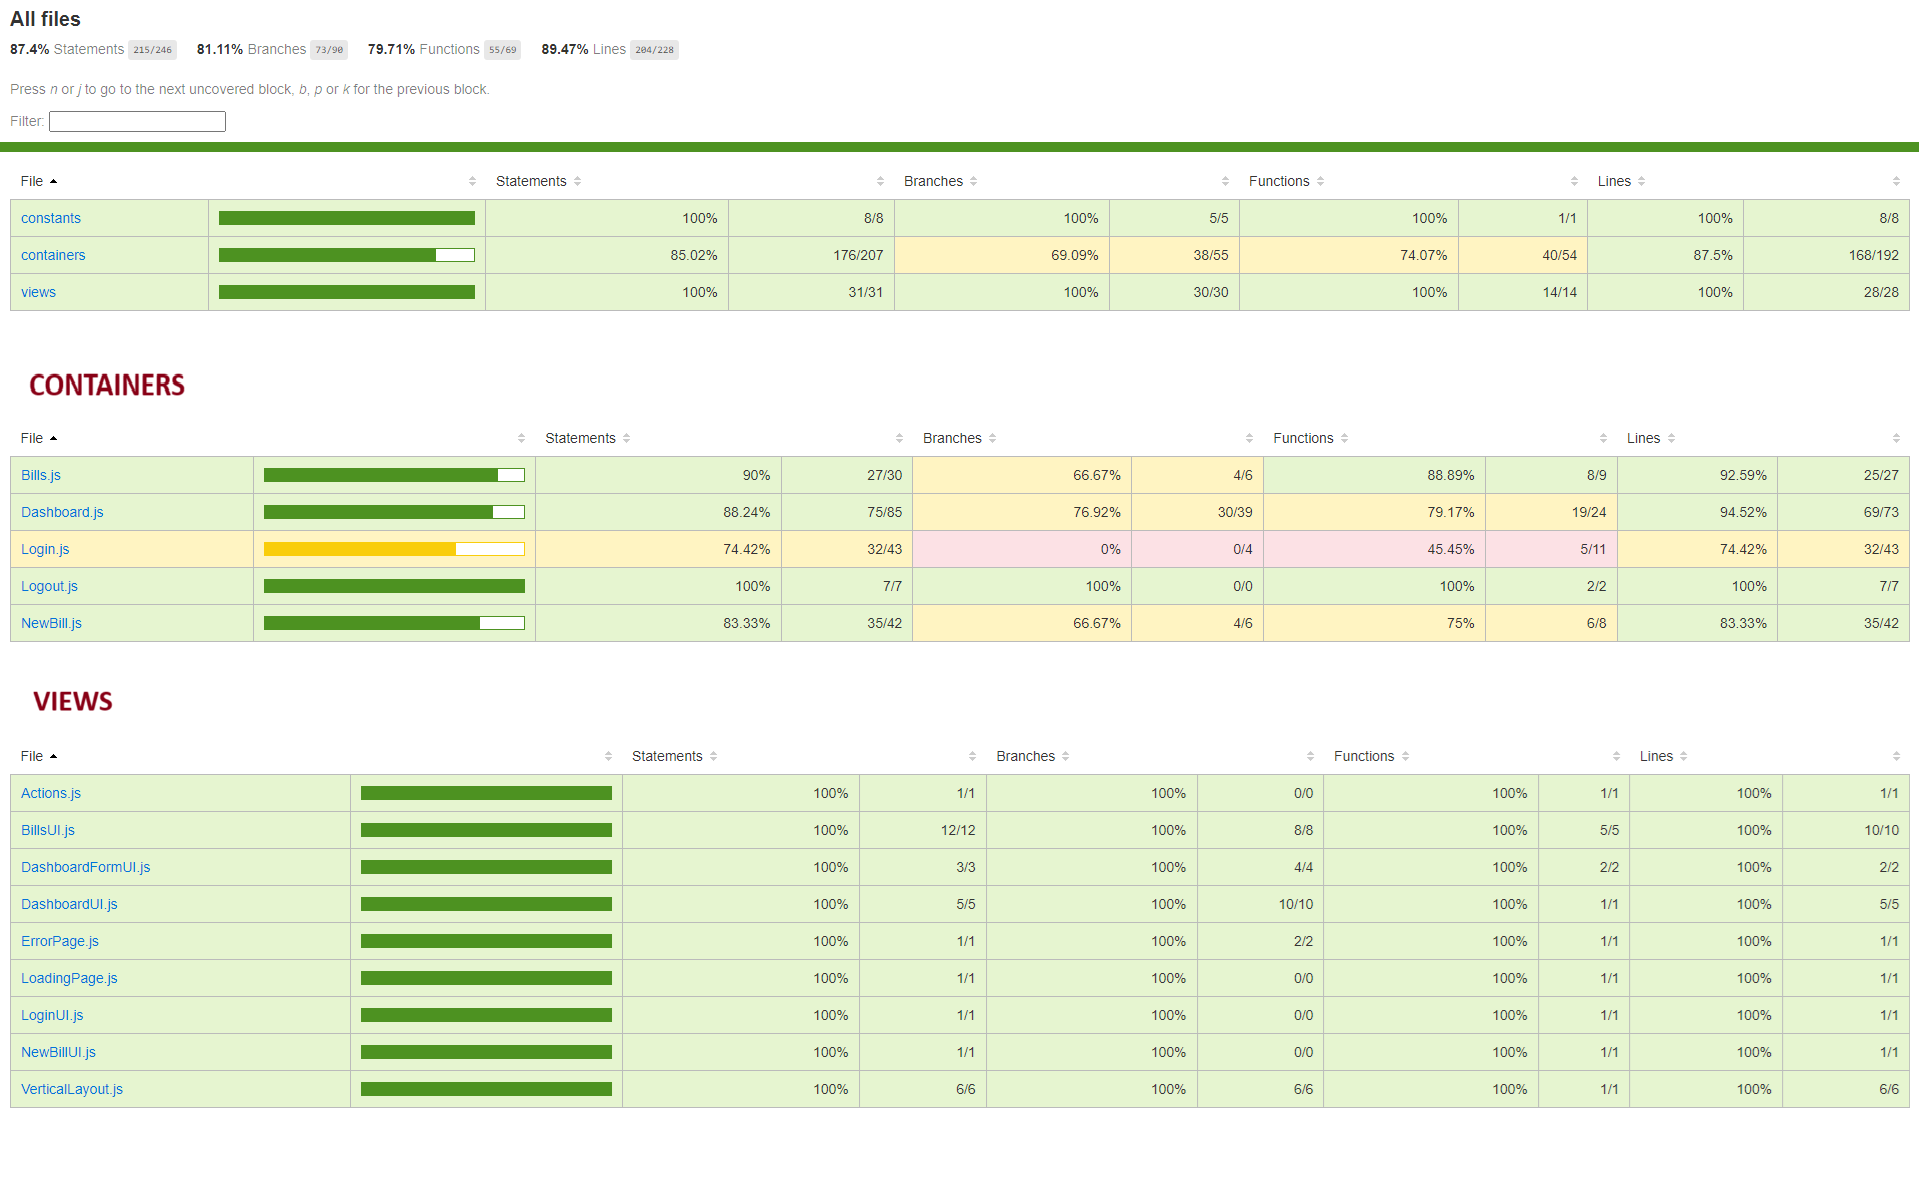 All files
87.4% Statements 215/246 81.11% Branches 73/90 79.71% Functions 55/69 89.47% Lines 204/228
Press n or j to go to the next uncovered block, b, p or k for the previous block.
Filter:
File Statements Branches Functions Lines
constants 100% 8/8 100% 5/5 100% 1/1 100% 8/8
containers 85.02% 176/207 69.09% 38/55 74.07% 40/54 87.5% 168/192
views 100% 31/31 100% 30/30 100% 14/14 100% 28/28
CONTAINERS
File Statements Branches Functions Lines
Bills.js 90% 27/30 66.67% 4/6 88.89% 8/9 92.59% 25/27
Dashboard.js 88.24% 75/85 76.92% 30/39 79.17% 19/24 94.52% 69/73
Login.js 74.42% 32/43 0% 0/4 45.45% 5/11 74.42% 32/43
Logout.js 100% 7/7 100% 0/0 100% 2/2 100% 7/7
NewBill.js 83.33% 35/42 66.67% 4/6 75% 6/8 83.33% 35/42
VIEWS
File Statements Branches Functions Lines
Actions.js 100% 1/1 100% 0/0 100% 1/1 100% 1/1
BillsUI.js 100% 12/12 100% 8/8 100% 5/5 100% 10/10
DashboardFormUI.js 100% 3/3 100% 4/4 100% 2/2 100% 2/2
DashboardUI.js 100% 5/5 100% 10/10 100% 1/1 100% 5/5
ErrorPage.js 100% 1/1 100% 2/2 100% 1/1 100% 1/1
LoadingPage.js 100% 1/1 100% 0/0 100% 1/1 100% 1/1
LoginUI.js 100% 1/1 100% 0/0 100% 1/1 100% 1/1
NewBillUI.js 100% 1/1 100% 0/0 100% 1/1 100% 1/1
VerticalLayout.js 100% 6/6 100% 6/6 100% 1/1 100% 6/6